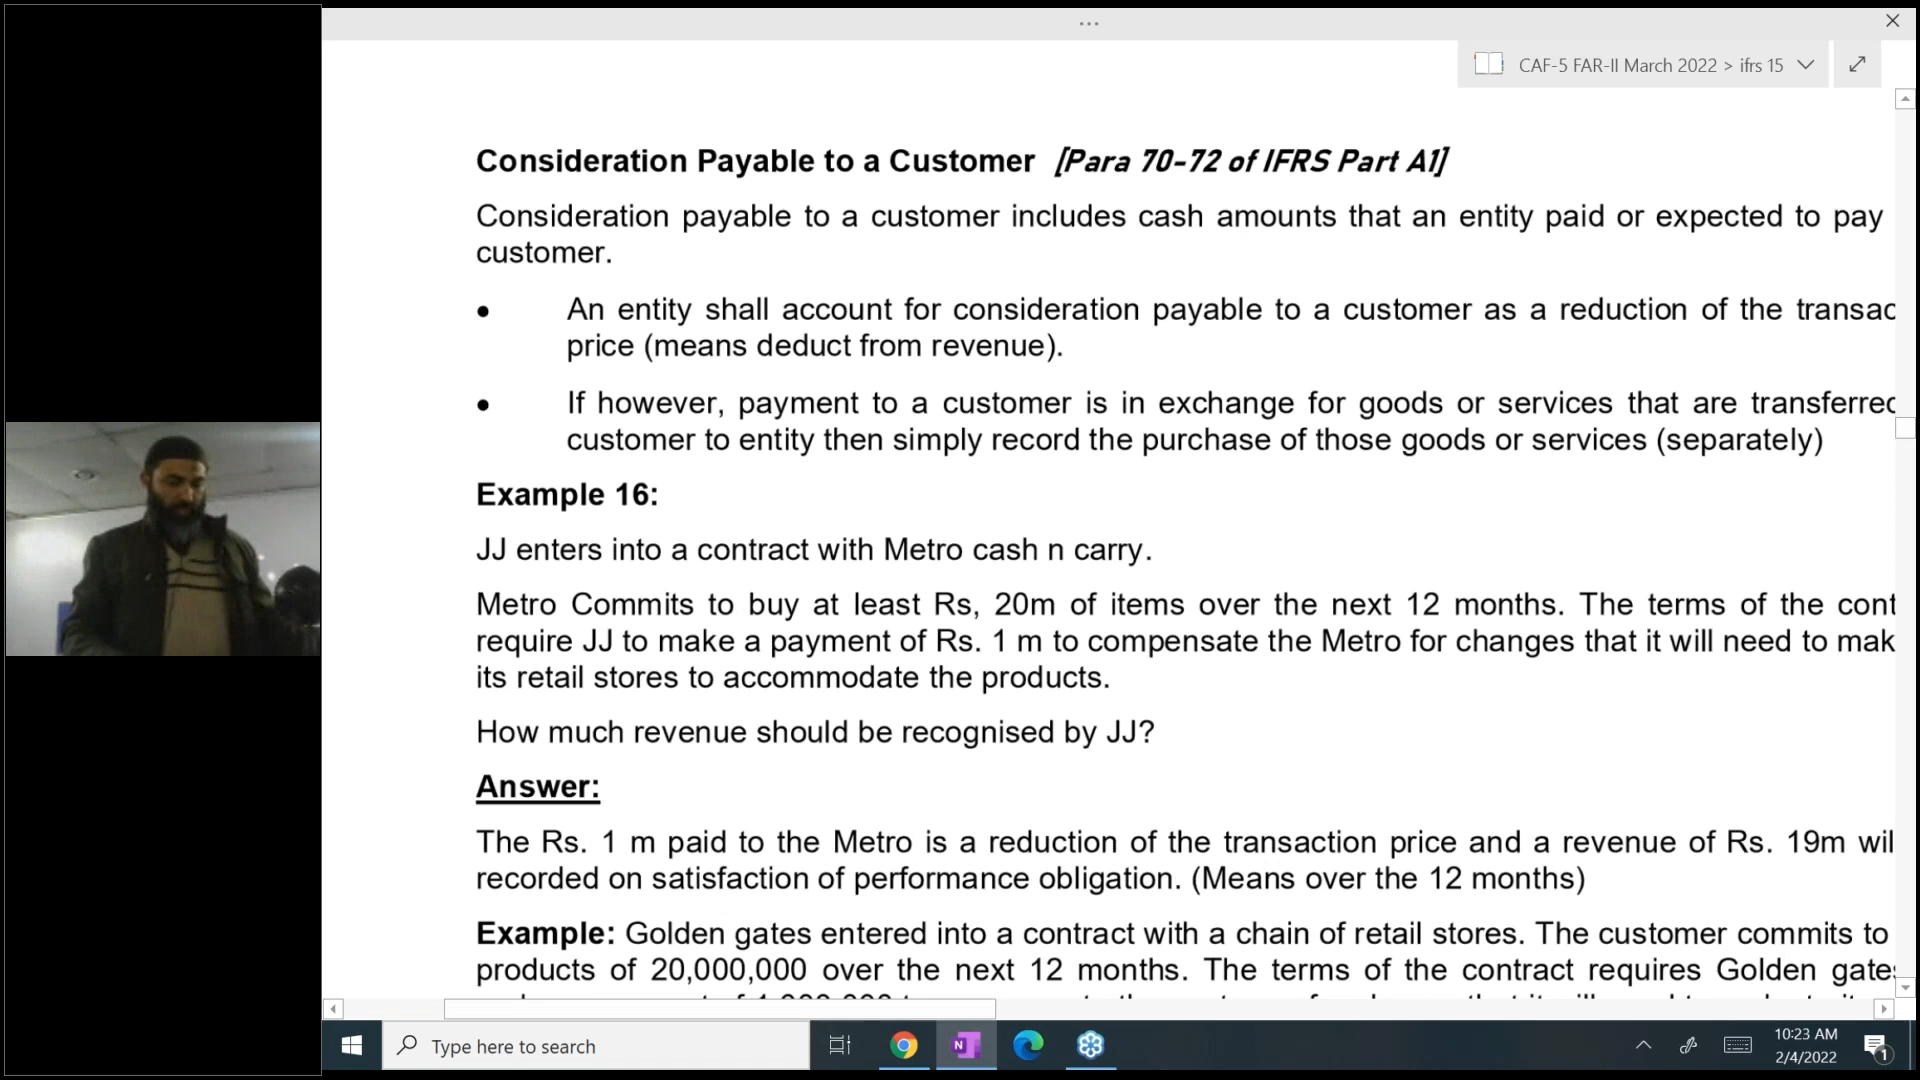 ...
CAF-5 FAR-II March 2022 > ifrs 15
Consideration Payable to a Customer [Para 70-72 of IFRS Part A1]
Consideration payable to a customer includes cash amounts that an entity paid or expected to pay
customer.
• An entity shall account for consideration payable to a customer as a reduction of the transac
price (means deduct from revenue).
• If however, payment to a customer is in exchange for goods or services that are transferred
customer to entity then simply record the purchase of those goods or services (separately)
Example 16:
JJ enters into a contract with Metro cash n carry.
Metro Commits to buy at least Rs, 20m of items over the next 12 months. The terms of the cont
require JJ to make a payment of Rs. 1 m to compensate the Metro for changes that it will need to mak
its retail stores to accommodate the products.
How much revenue should be recognised by JJ?
Answer:
The Rs. 1 m paid to the Metro is a reduction of the transaction price and a revenue of Rs. 19m wil
recorded on satisfaction of performance obligation. (Means over the 12 months)
Example: Golden gates entered into a contract with a chain of retail stores. The customer commits to
products of 20,000,000 over the next 12 months. The terms of the contract requires Golden gates
Type here to search
N
10:23 AM
2/4/2022
1